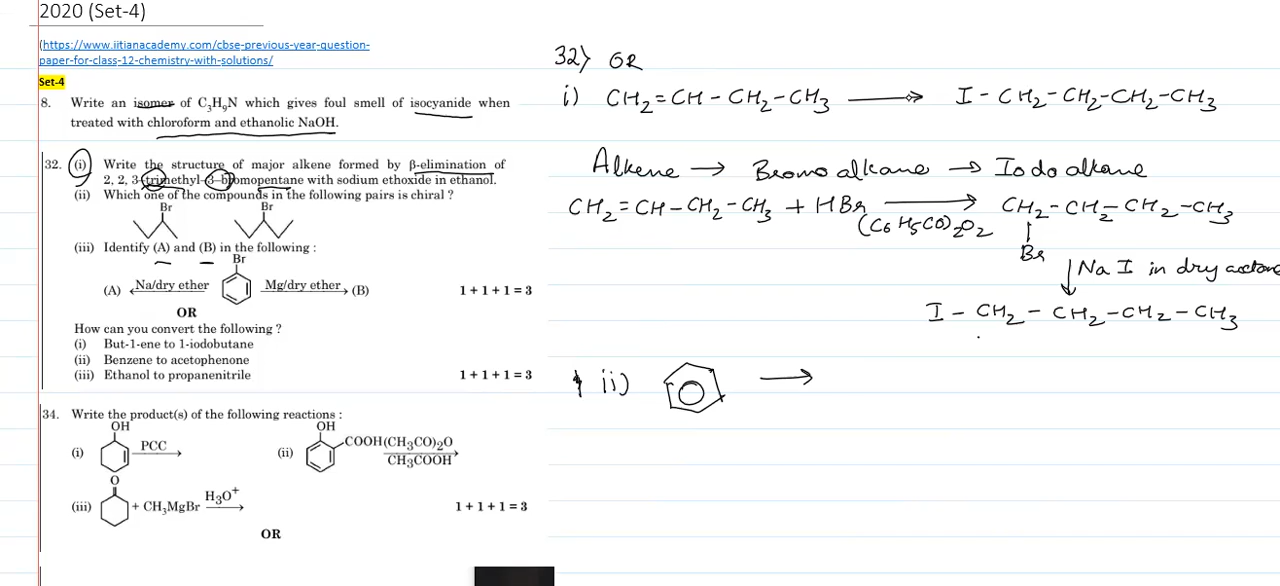 2020 (Set-4)
(https://www.iitianacademy.com/cbse-previous-year-question-
paper-for-class-12-chemistry-with-solutions/
Set-4
8. Write an isomer of C₃H₉N which gives foul smell of isocyanide when
treated with chloroform and ethanolic NaOH.
32. (i) Write the structure of major alkene formed by β-elimination of
2, 2, 3-trimethyl-3-bromopentane with sodium ethoxide in ethanol.
(ii) Which one of the compounds in the following pairs is chiral ?
Br Br
(iii) Identify (A) and (B) in the following :
Br
(A) Na/dry ether Mg/dry ether (B) 1 + 1 + 1 = 3
OR
How can you convert the following ?
(i) But-1-ene to 1-iodobutane
(ii) Benzene to acetophenone
(iii) Ethanol to propanenitrile 1 + 1 + 1 = 3
34. Write the product(s) of the following reactions :
OH OH
(i) PCC (ii) COOH (CH₃CO)₂O
CH₃COOH
O
(iii) + CH₃MgBr H₃O⁺ 1 + 1 + 1 = 3
OR
32) OR
i) CH₂=CH-CH₂-CH₃ → I-CH₂-CH₂-CH₂-CH₃
Alkene → Bromo alkane → Iodo alkane
CH₂=CH-CH₂-CH₃ + HBr → CH₂-CH₂-CH₂-CH₃
(C₆H₅CO)₂O₂
Br
NaI in dry acetone
I-CH₂-CH₂-CH₂-CH₃
ii) →